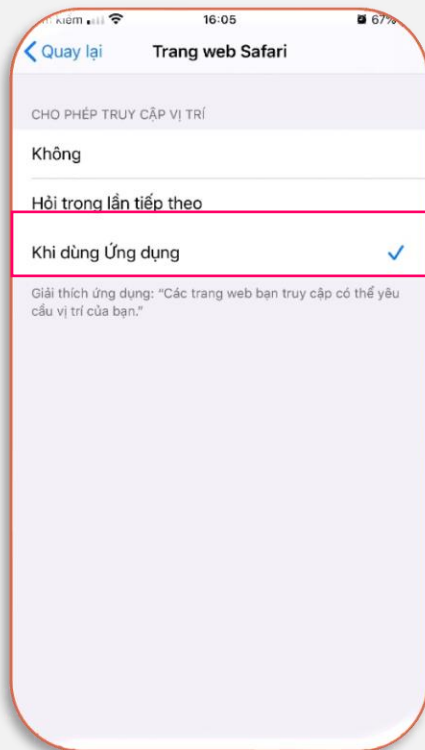 kiếm 16:05 67%
Quay lại Trang web Safari
CHO PHÉP TRUY CẬP VỊ TRÍ
Không
Hỏi trong lần tiếp theo
Khi dùng Ứng dụng
Giải thích ứng dụng: “Các trang web bạn truy cập có thể yêu
cầu vị trí của bạn.”